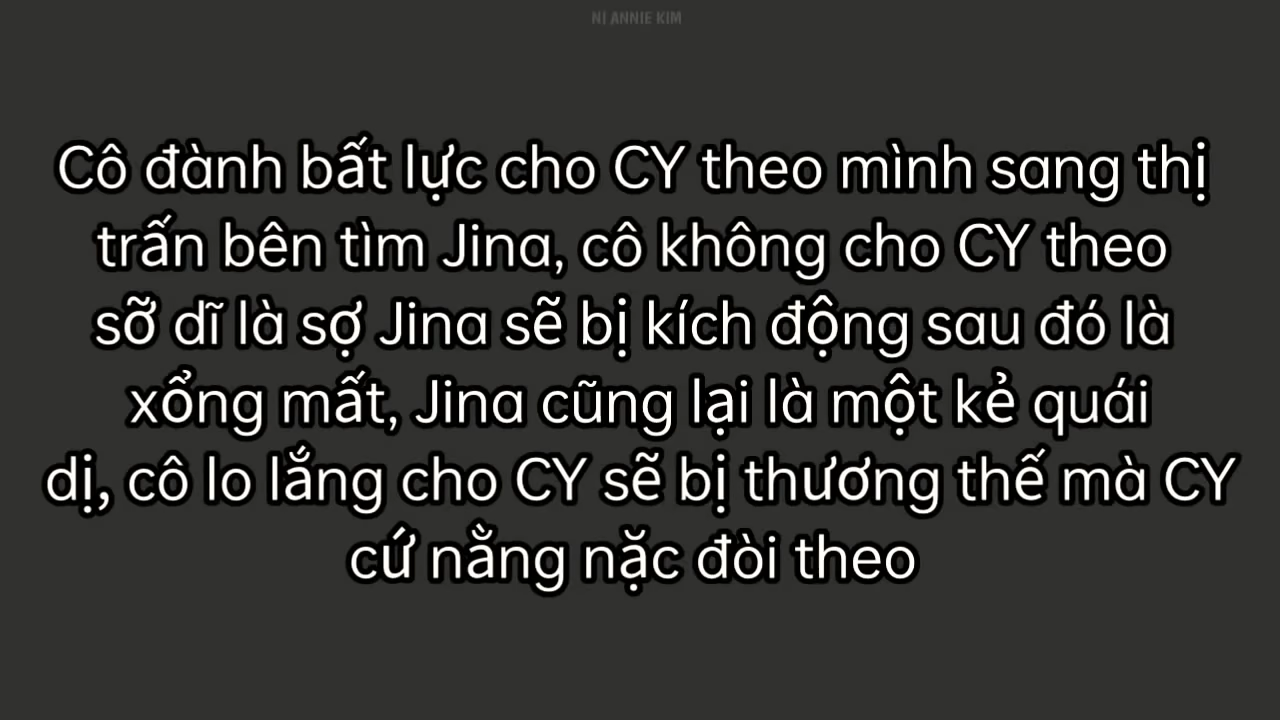 NI ANNIE KIM
Cô đành bất lực cho CY theo mình sang thị
trấn bên tìm Jina, cô không cho CY theo
sỡ dĩ là sợ Jina sẽ bị kích động sau đó là
xổng mất, Jina cũng lại là một kẻ quái
dị, cô lo lắng cho CY sẽ bị thương thế mà CY
cứ nằng nặc đòi theo